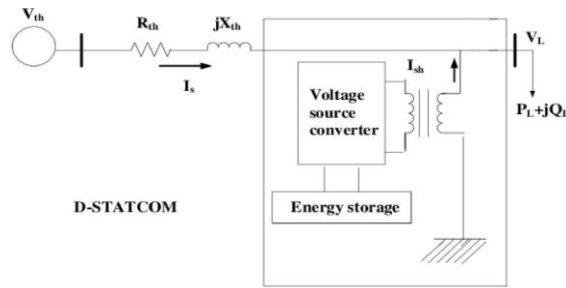 Vth
Rth
jXth
Is
Ish
VL
PL+jQl
Voltage
source
converter
Energy storage
D-STATCOM